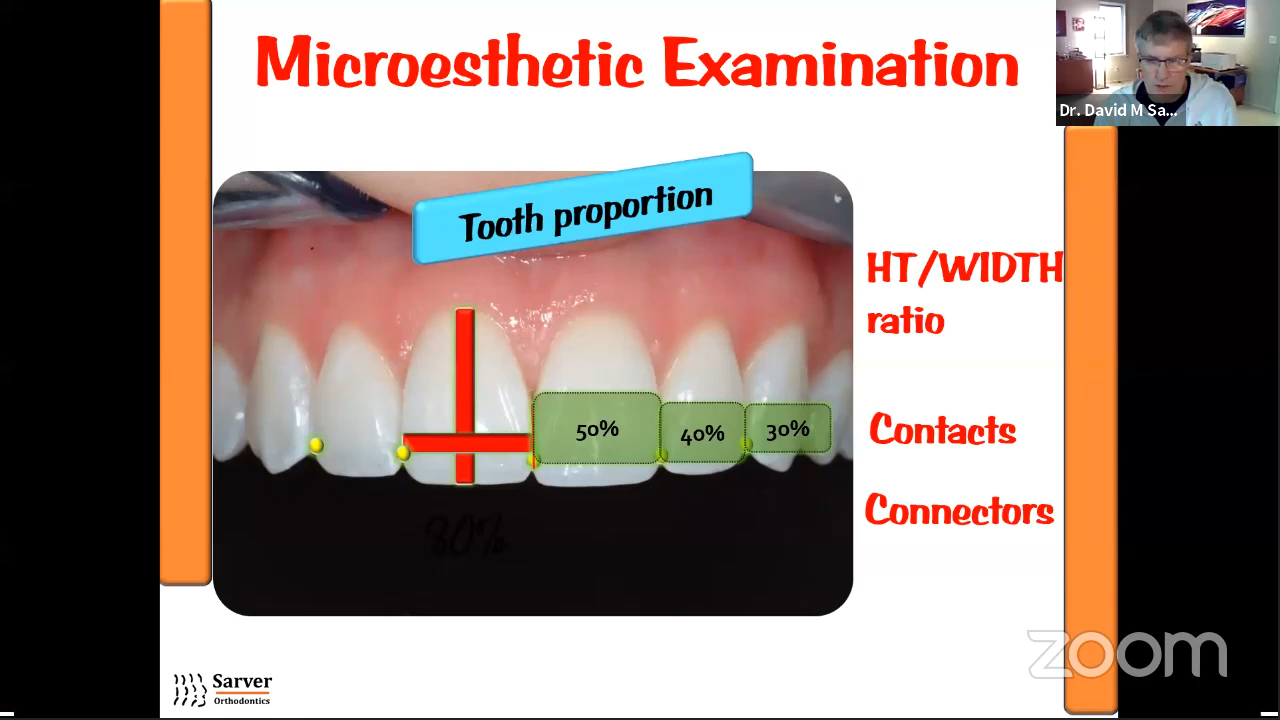 Microesthetic Examination
Dr. David M Sa...
Tooth proportion
HT/WIDTH
ratio
50%
40%
30%
Contacts
Connectors
80%
zoom
Sarver
Orthodontics